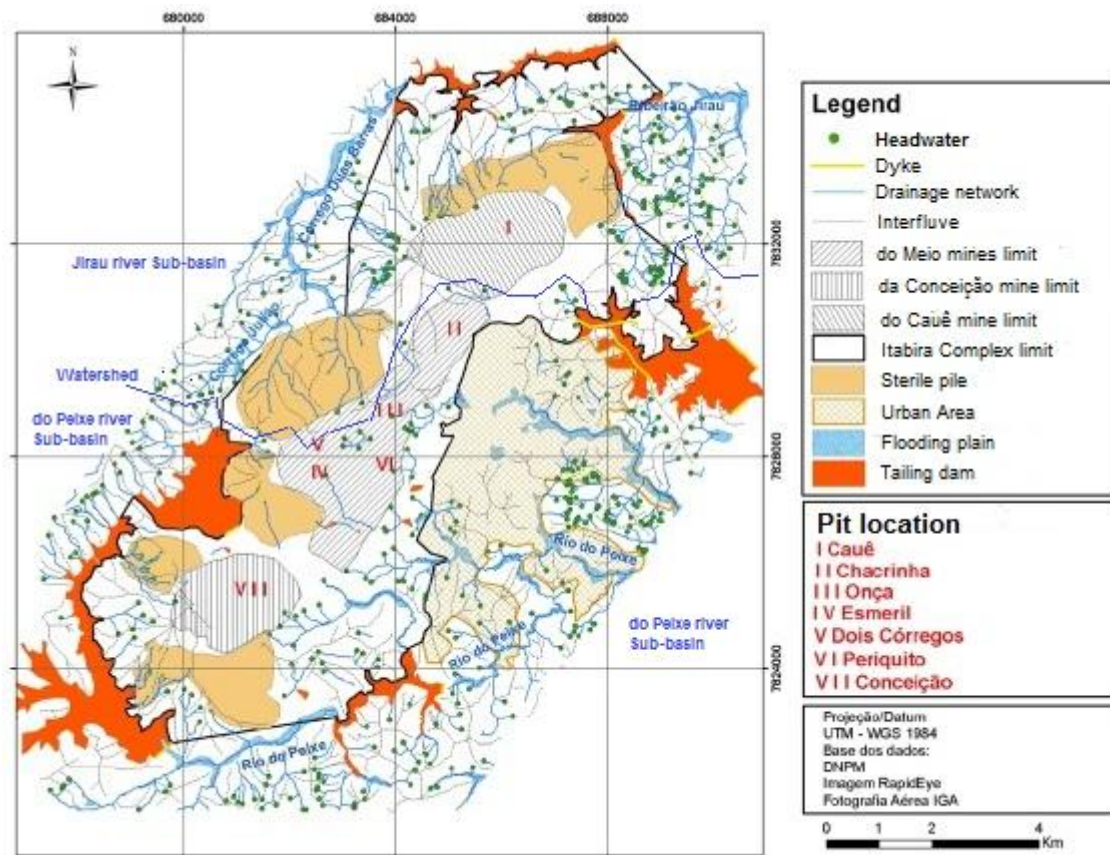 680000
684000
688000
N
Ribeirão Jirau
Córrego Duas Barras
I
7832000
Jirau river Sub-basin
II
Watershed
do Peixe river
Sub-basin
III
V
IV
VI
7828000
Rio do Peixe
VII
do Peixe river
Sub-basin
Rio do Peixe
7824000
Rio do Peixe
Legend
Headwater
Dyke
Drainage network
Interfluve
do Meio mines limit
da Conceição mine limit
do Cauê mine limit
Itabira Complex limit
Sterile pile
Urban Area
Flooding plain
Tailing dam
Pit location
I Cauê
II Chacrinha
III Onça
IV Esmeril
V Dois Córregos
VI Periquito
VII Conceição
Projeção/Datum
UTM - WGS 1984
Base dos dados:
DNPM
Imagem RapidEye
Fotografia Aérea IGA
0 1 2 4
Km